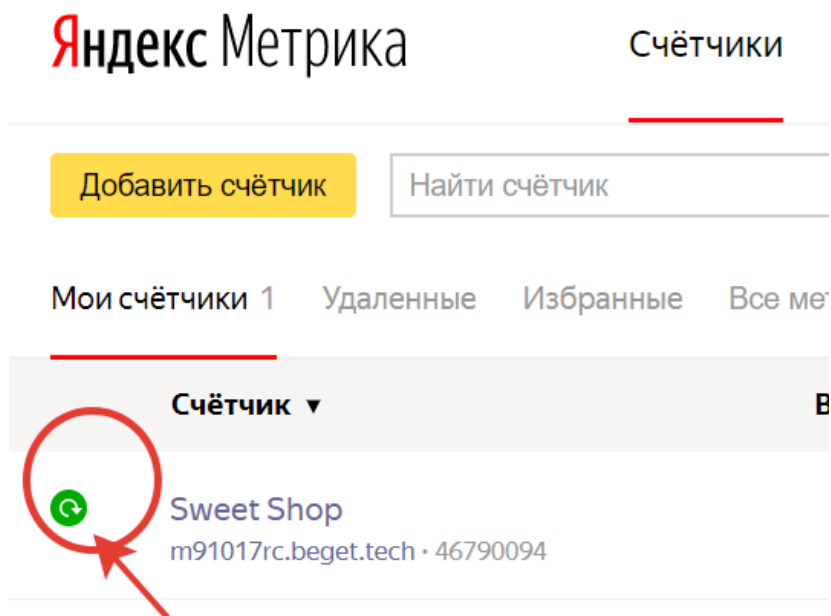 Яндекс Метрика
Счётчики
Добавить счётчик
Найти счётчик
Мои счётчики 1 Удаленные Избранные Все
Счётчик ▼
Sweet Shop
m91017rc.beget.tech · 46790094